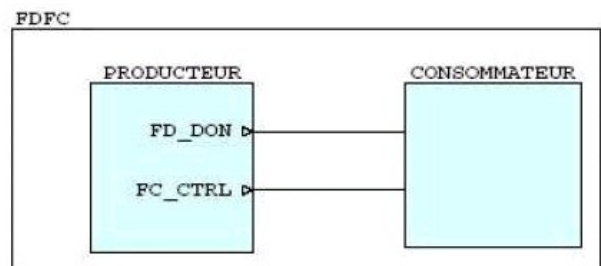 FDFC
PRODUCTEUR
CONSOMMATEUR
FD_DON
FC_CTRL